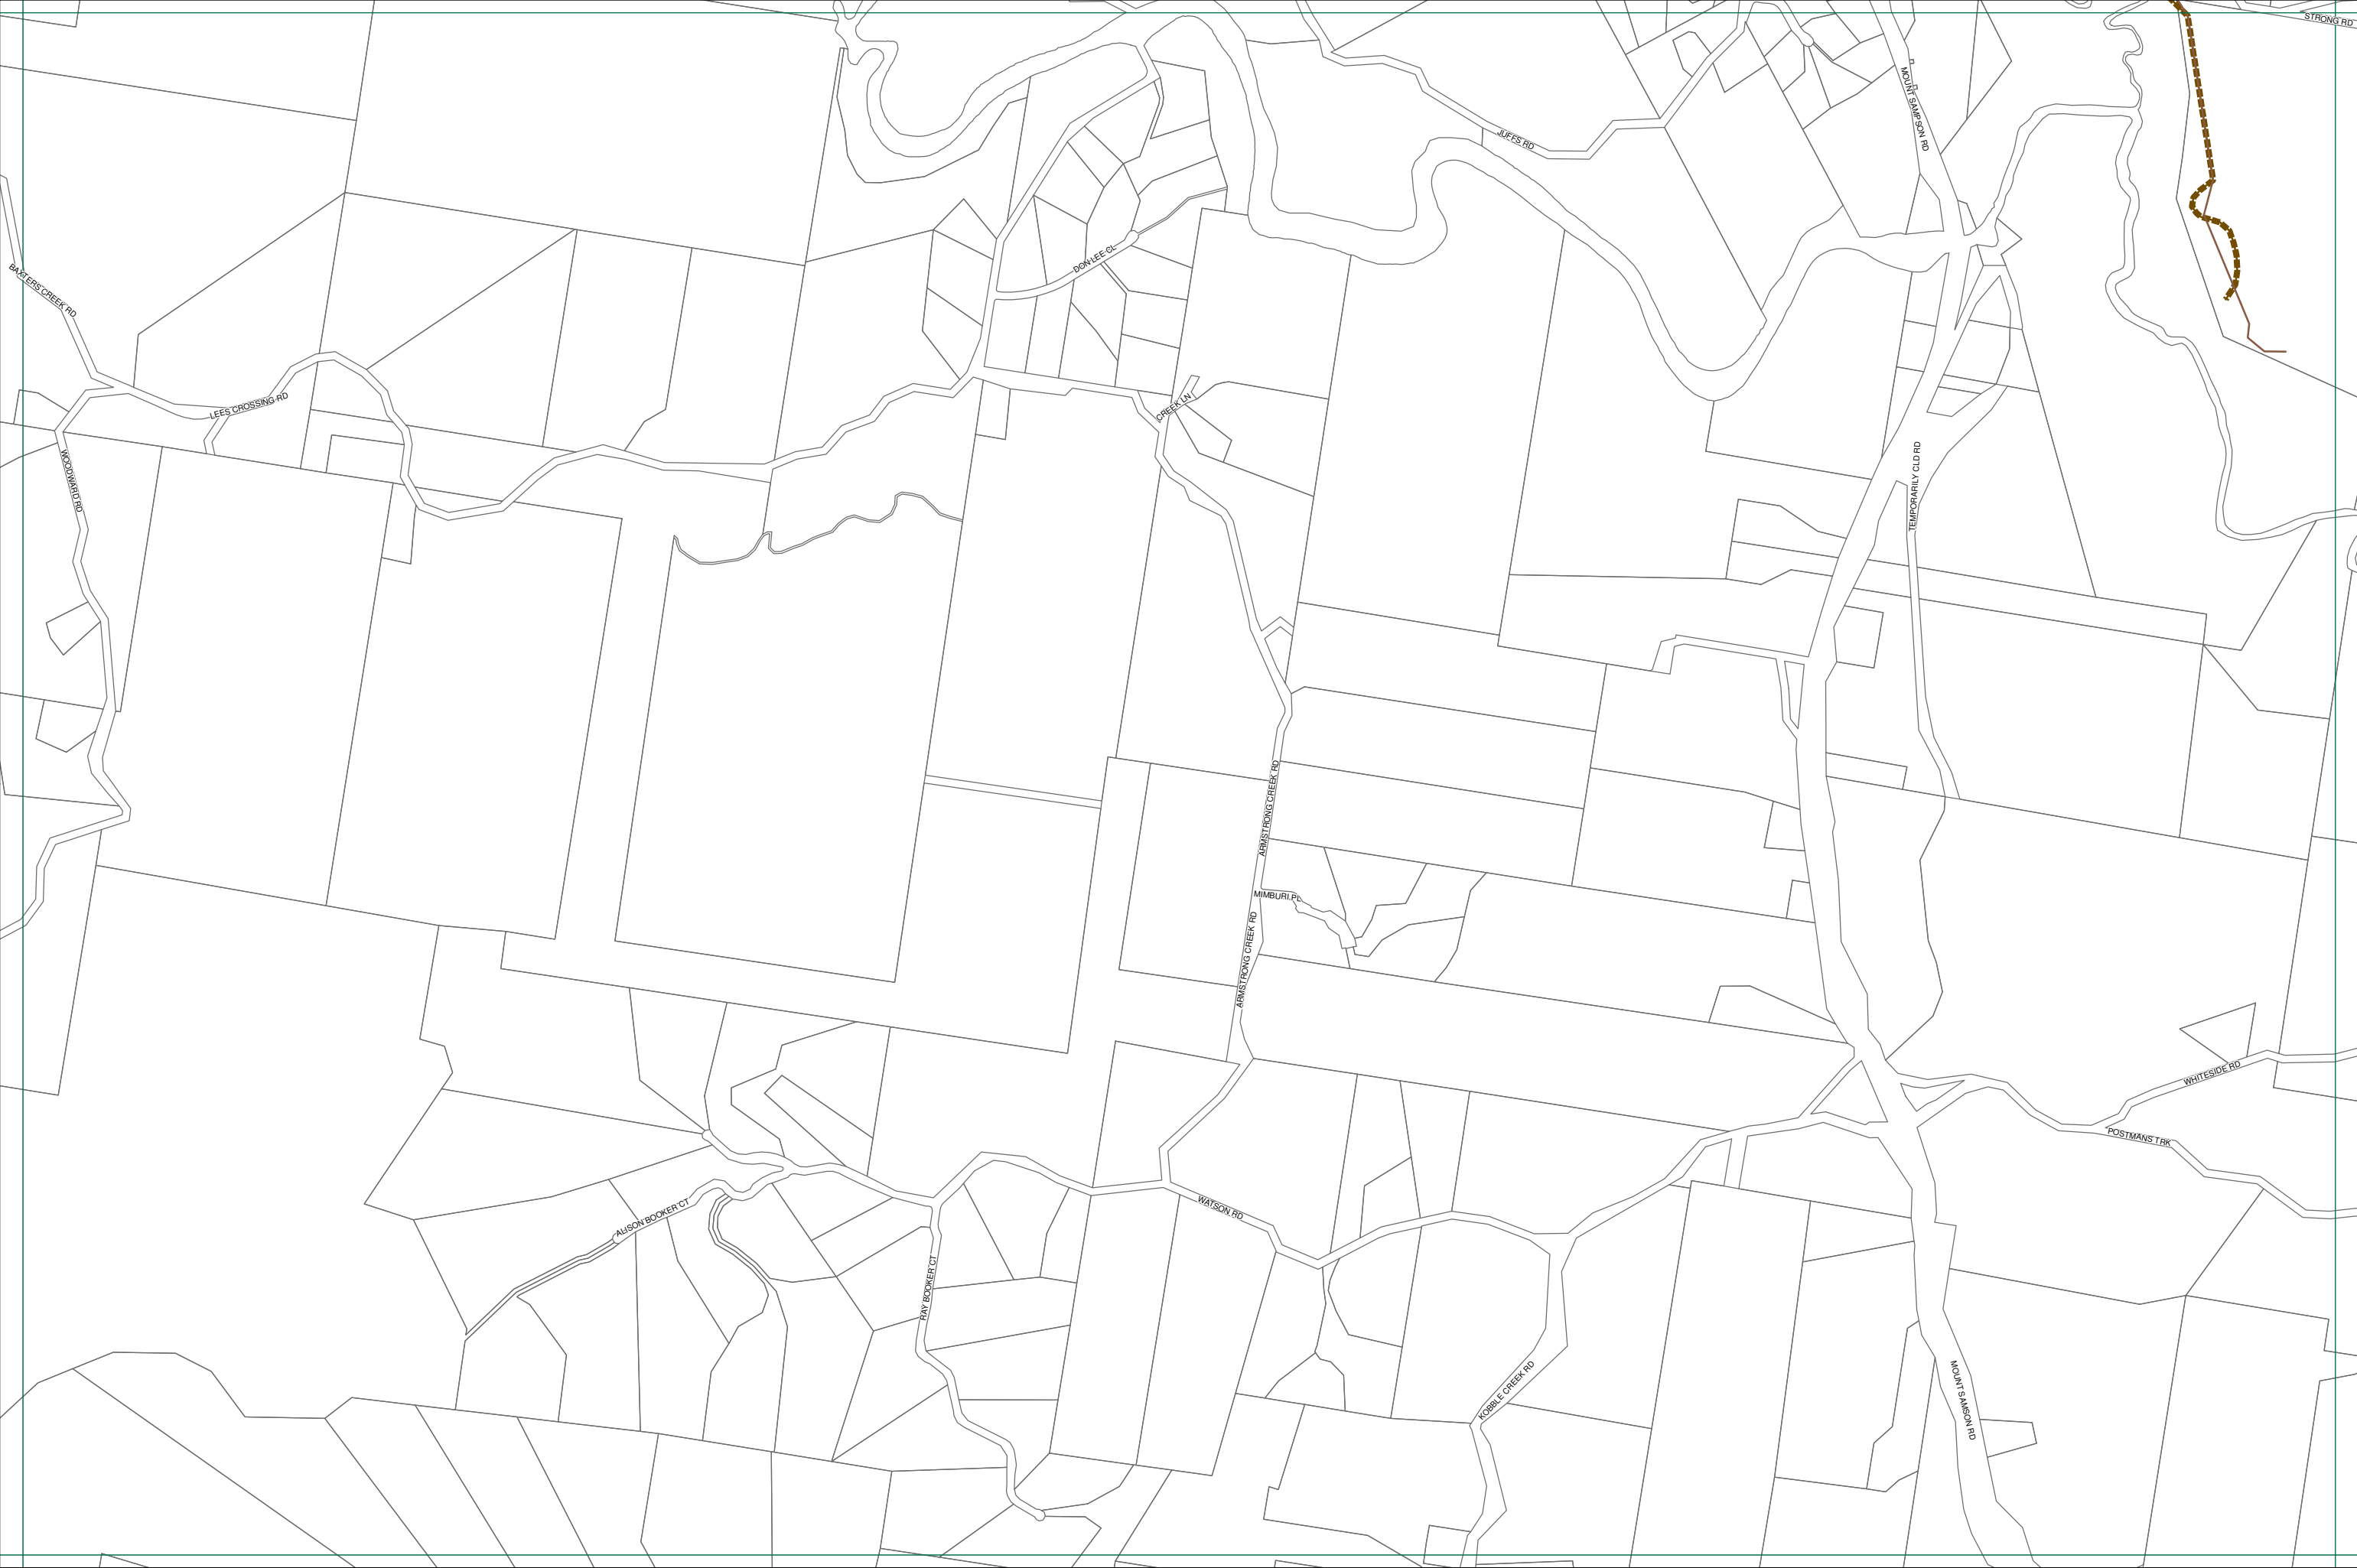 STRONG RD
JUFFS RD
MOUNT SAMPSON RD
DON LEE CL
BAXTERS CREEK RD
LEES CROSSING RD
CREEK LN
WOODWARD RD
TEMPORARILY CLD RD
ARMSTRONG CREEK RD
MIMBURI PL
ARMSTRONG CREEK RD
WHITESIDE RD
POSTMANS TRK
WATSON RD
ALISON BOOKER CT
RAY BOOKER CT
KOBBLE CREEK RD
MOUNT SAMSON RD